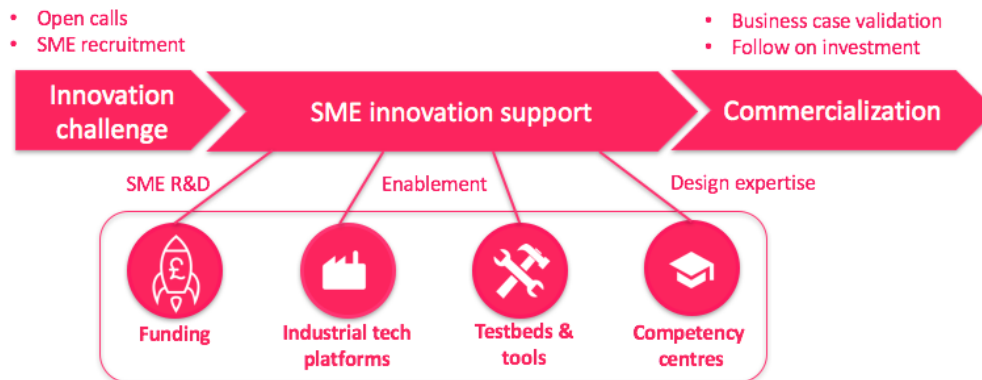 • Open calls
• SME recruitment
• Business case validation
• Follow on investment
Innovation
challenge
SME innovation support
Commercialization
SME R&D
Enablement
Design expertise
£
Funding
Industrial tech
platforms
Testbeds &
tools
Competency
centres